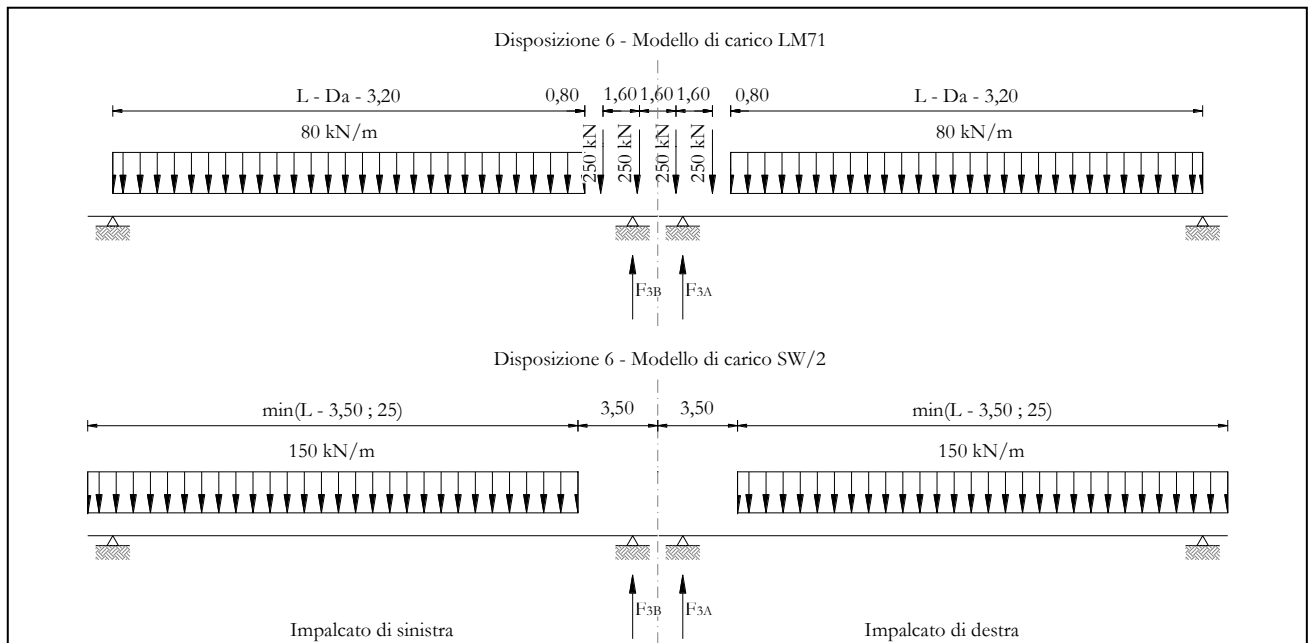 Disposizione 6 - Modello di carico LM71
L - Da - 3,20 0,80 1,60 1,60 1,60 0,80 L - Da - 3,20
80 kN/m 250 kN 250 kN 250 kN 250 kN 80 kN/m
F3B F3A
Disposizione 6 - Modello di carico SW/2
min(L - 3,50 ; 25) 3,50 3,50 min(L - 3,50 ; 25)
150 kN/m 150 kN/m
F3B F3A
Impalcato di sinistra Impalcato di destra